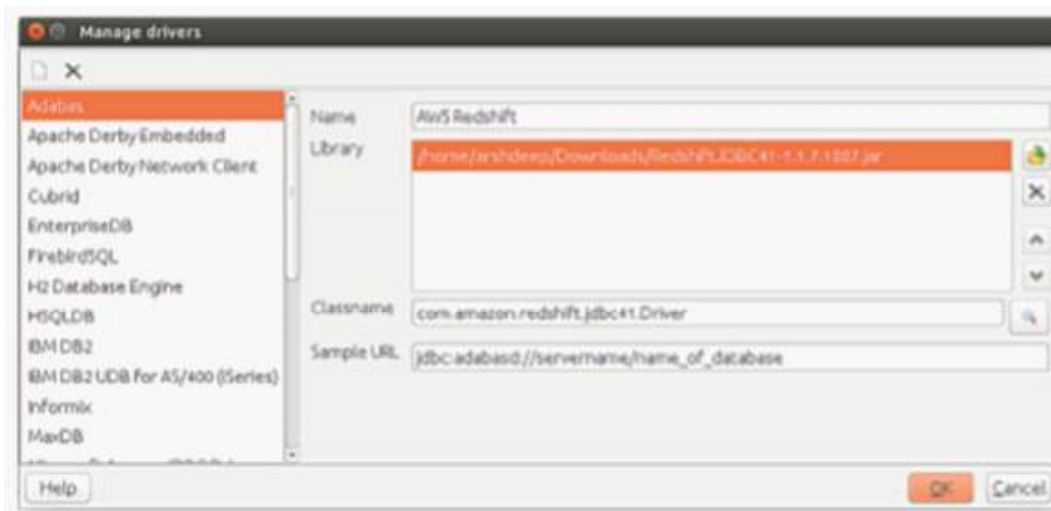 Manage drivers
Adabas
Apache Derby Embedded
Apache Derby Network Client
Cubrid
EnterpriseDB
FirebirdSQL
H2 Database Engine
HSQLDB
IBM DB2
IBM DB2 UDB for AS/400 (iSeries)
Informix
MaxDB
Name
AWS Redshift
Library
/home/arshdeep/Downloads/RedshiftJDBC41-1.1.7.1007.jar
Classname
com.amazon.redshift.jdbc41.Driver
Sample URL
jdbc:adabasd://servername/name_of_database
Help
OK
Cancel